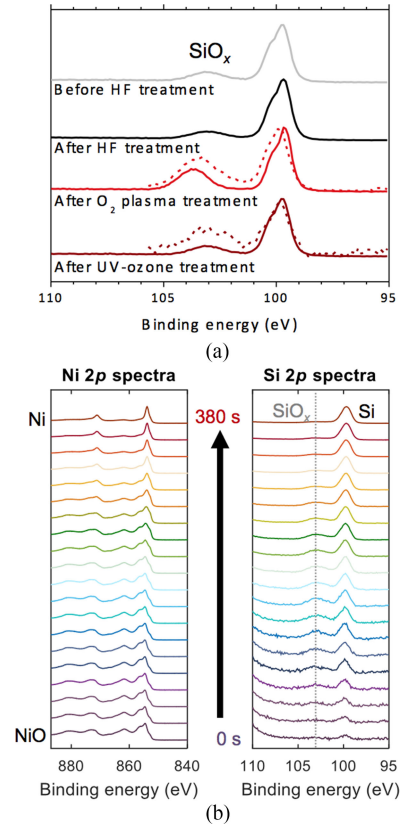 SiOx
Before HF treatment
After HF treatment
After O2 plasma treatment
After UV-ozone treatment
110 105 100 95
Binding energy (eV)
(a)
Ni 2p spectra
Si 2p spectra
Ni
380 s
SiOx
Si
NiO
0 s
880 860 840
110 105 100 95
Binding energy (eV)
Binding energy (eV)
(b)